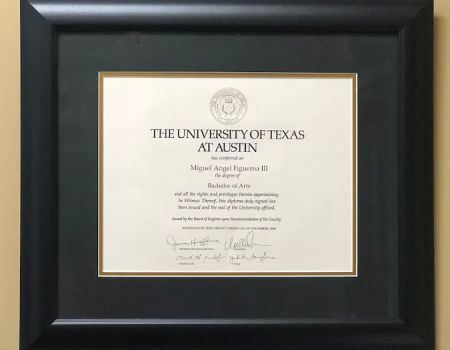 THE UNIVERSITY OF TEXAS
AT AUSTIN
has conferred on
Miguel Angel Figueroa III
the degree of
Bachelor of Arts
and all the rights and privileges thereto appertaining
In Witness Thereof, this diploma duly signed has
been issued and the seal of the University affixed.
Issued by the Board of Regents upon Recommendation of the Faculty